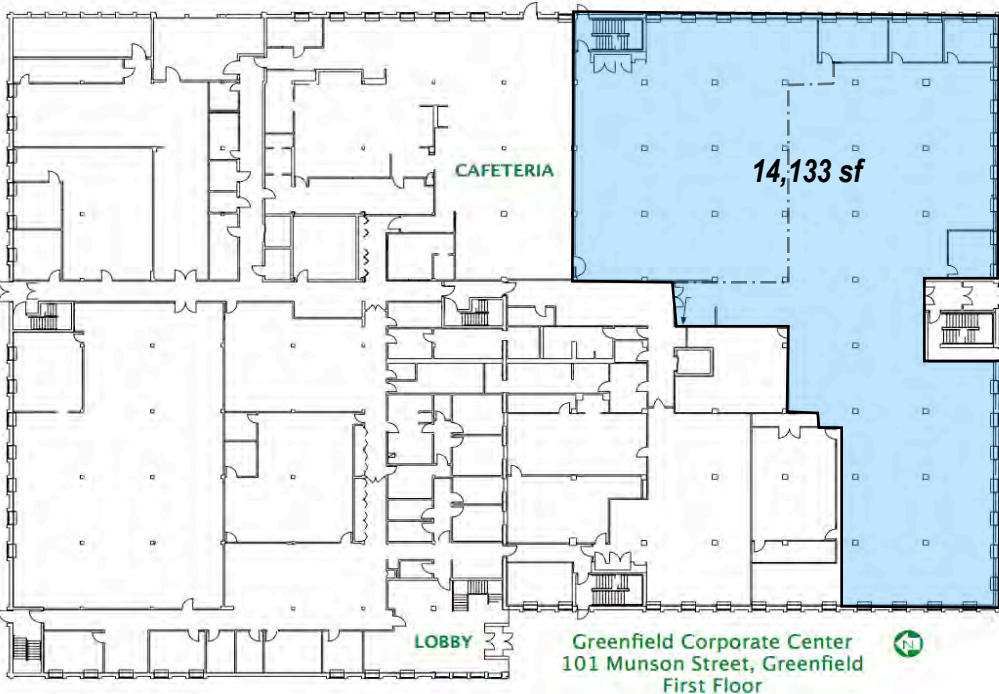 CAFETERIA
14,133 sf
LOBBY
Greenfield Corporate Center
101 Munson Street, Greenfield
First Floor
N